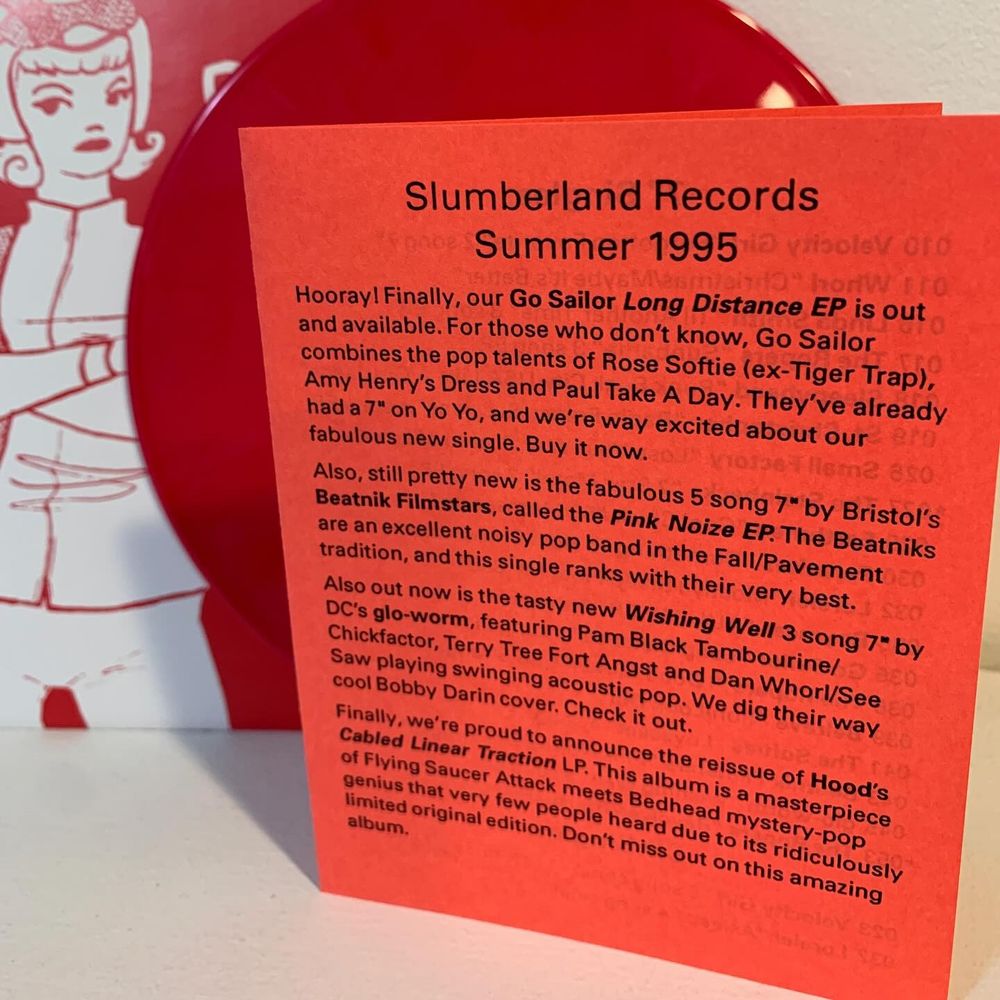 Slumberland Records
Summer 1995
Hooray! Finally, our Go Sailor Long Distance EP is out
and available. For those who don't know, Go Sailor
combines the pop talents of Rose Softie (ex-Tiger Trap),
Amy Henry's Dress and Paul Take A Day. They've already
had a 7" on Yo Yo, and we're way excited about our
fabulous new single. Buy it now.
Also, still pretty new is the fabulous 5 song 7" by Bristol's
Beatnik Filmstars, called the Pink Noize EP. The Beatniks
are an excellent noisy pop band in the Fall/Pavement
tradition, and this single ranks with their very best.
Also out now is the tasty new Wishing Well 3 song 7" by
DC's glo-worm, featuring Pam Black Tambourine/
Chickfactor, Terry Tree Fort Angst and Dan Whorl/See
Saw playing swinging acoustic pop. We dig their way
cool Bobby Darin cover. Check it out.
Finally, we're proud to announce the reissue of Hood's
Cabled Linear Traction LP. This album is a masterpiece
of Flying Saucer Attack meets Bedhead mystery-pop
genius that very few people heard due to its ridiculously
limited original edition. Don't miss out on this amazing
album.